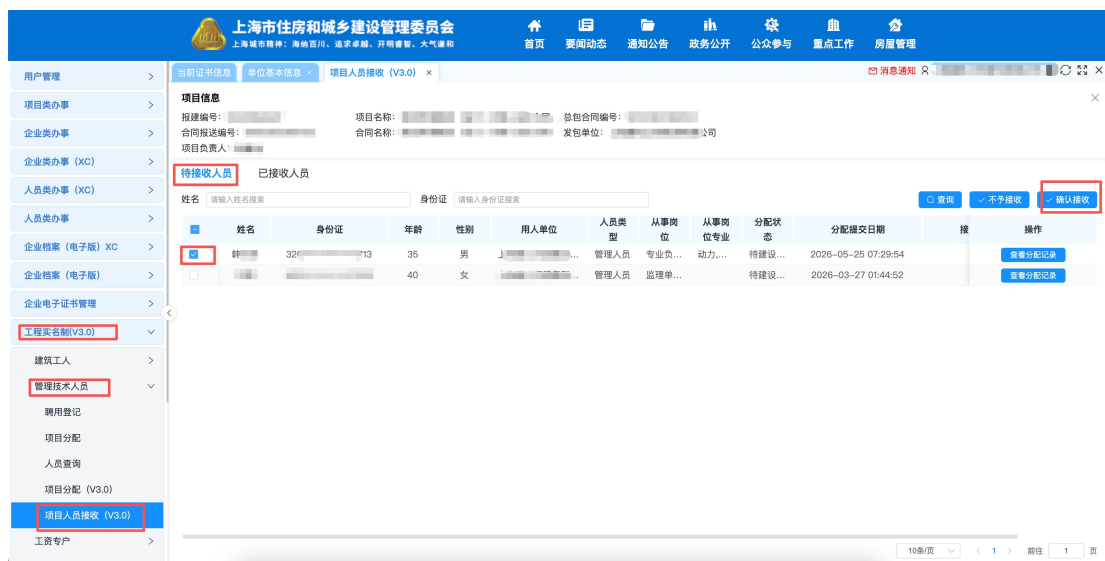 上海市住房和城乡建设管理委员会
上海城市精神：海纳百川、追求卓越、开明睿智、大气谦和
首页 要闻动态 通知公告 政务公开 公众参与 重点工作 房屋管理
用户管理
项目类办事
企业类办事
企业类办事（XC）
人员类办事（XC）
人员类办事
企业档案（电子版）XC
企业档案（电子版）
企业电子证书管理
工程实名制(V3.0)
建筑工人
管理技术人员
聘用登记
项目分配
人员查询
项目分配（V3.0）
项目人员接收（V3.0）
工资专户
当前证书信息 单位基本信息 × 项目人员接收（V3.0） ×
消息通知
项目信息
报建编号： 项目名称： 总包合同编号：
合同报送编号： 合同名称： 发包单位： 公司
项目负责人：
待接收人员 已接收人员
姓名 请输入姓名搜索 身份证 请输入身份证搜索 查询 不予接收 确认接收
姓名 身份证 年龄 性别 用人单位 人员类型 从事岗位 从事岗位专业 分配状态 分配提交日期 接 操作
35 男 管理人员 专业负... 动力,... 待建设... 2026-05-25 07:29:54 查看分配记录
40 女 管理人员 监理单... 待建设... 2026-03-27 01:44:52 查看分配记录
10条/页 1 前往 1 页